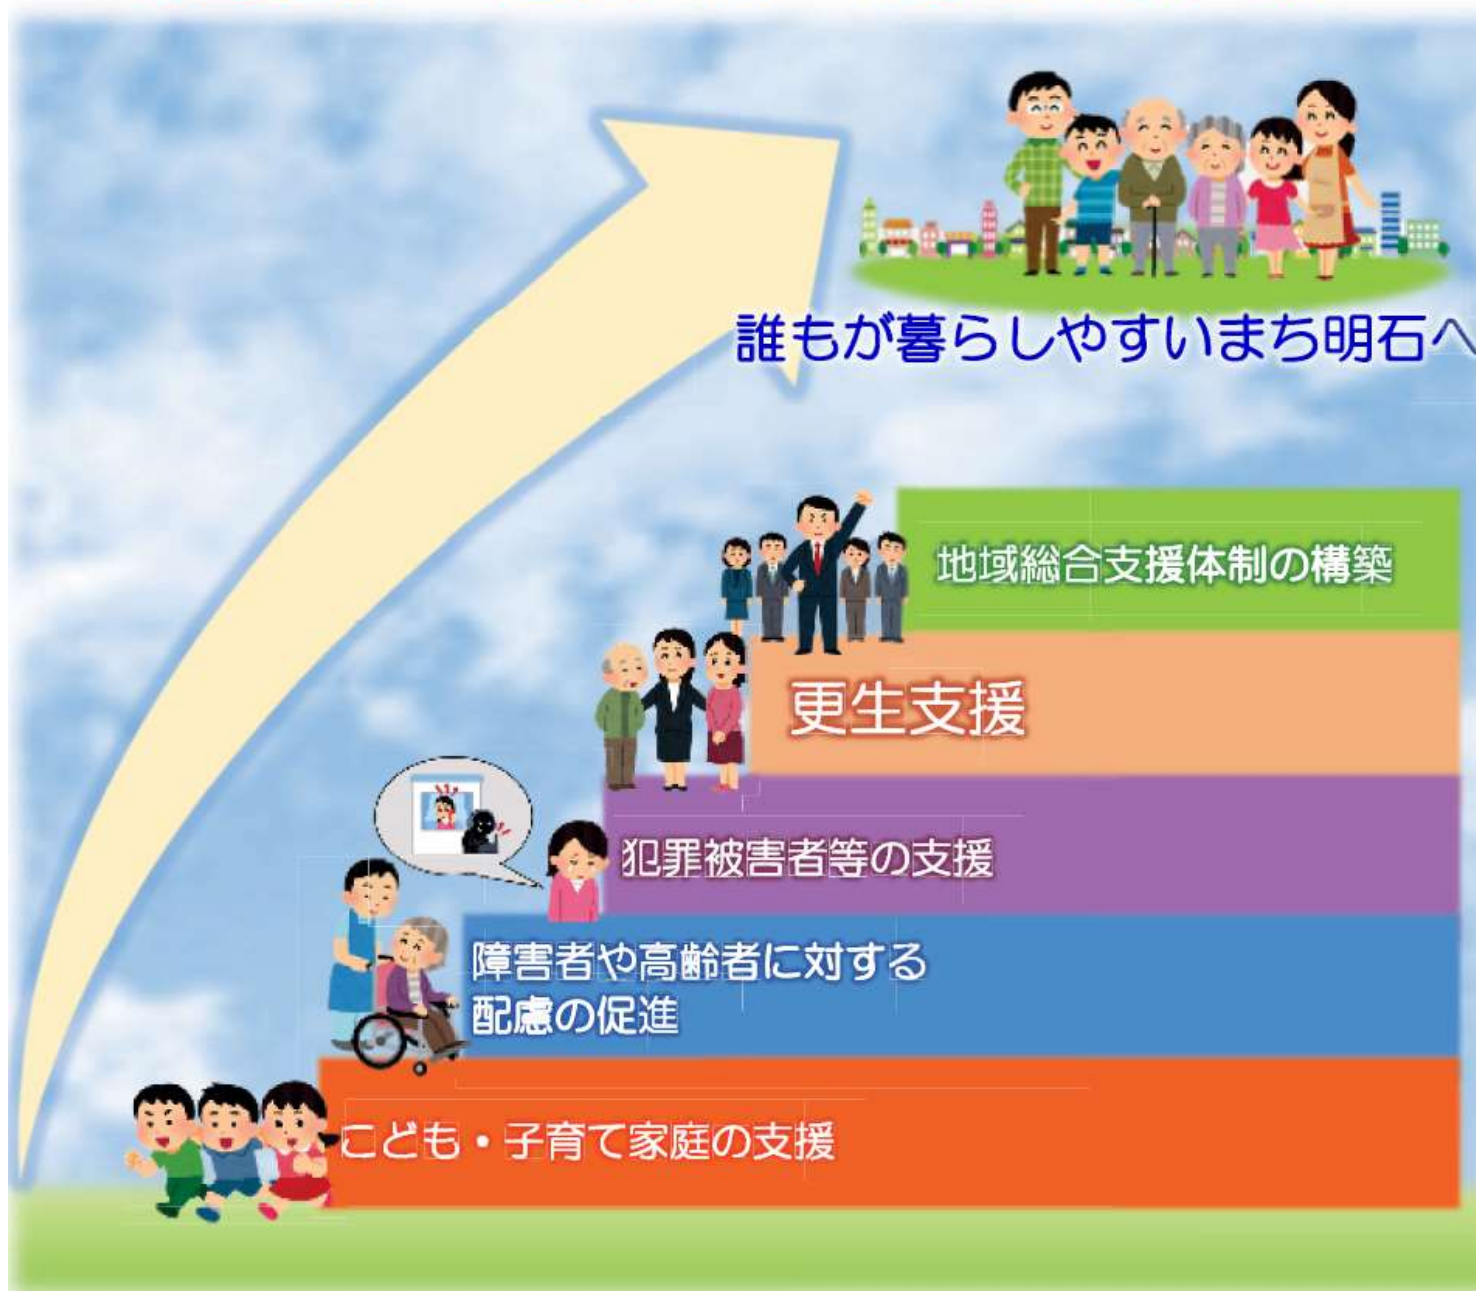 誰もが暮らしやすいまち明石へ
地域総合支援体制の構築
更生支援
犯罪被害者等の支援
障害者や高齢者に対する
配慮の促進
こども・子育て家庭の支援